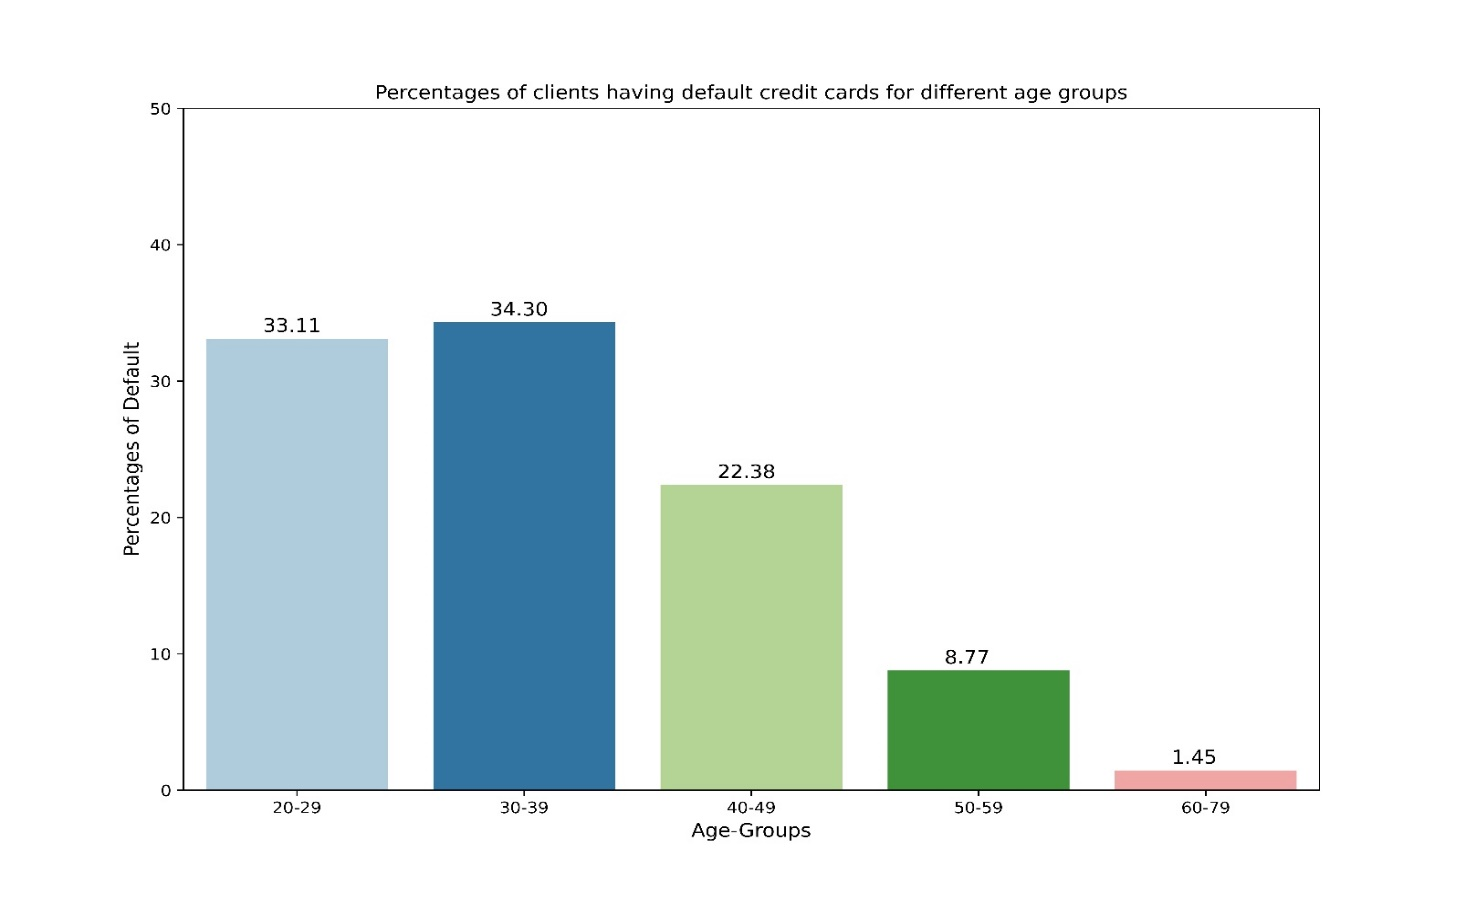 Percentages of clients having default credit cards for different age groups
50
40
30
20
10
0
Percentages of Default
33.11
34.30
22.38
8.77
1.45
20-29 30-39 40-49 50-59 60-79
Age-Groups